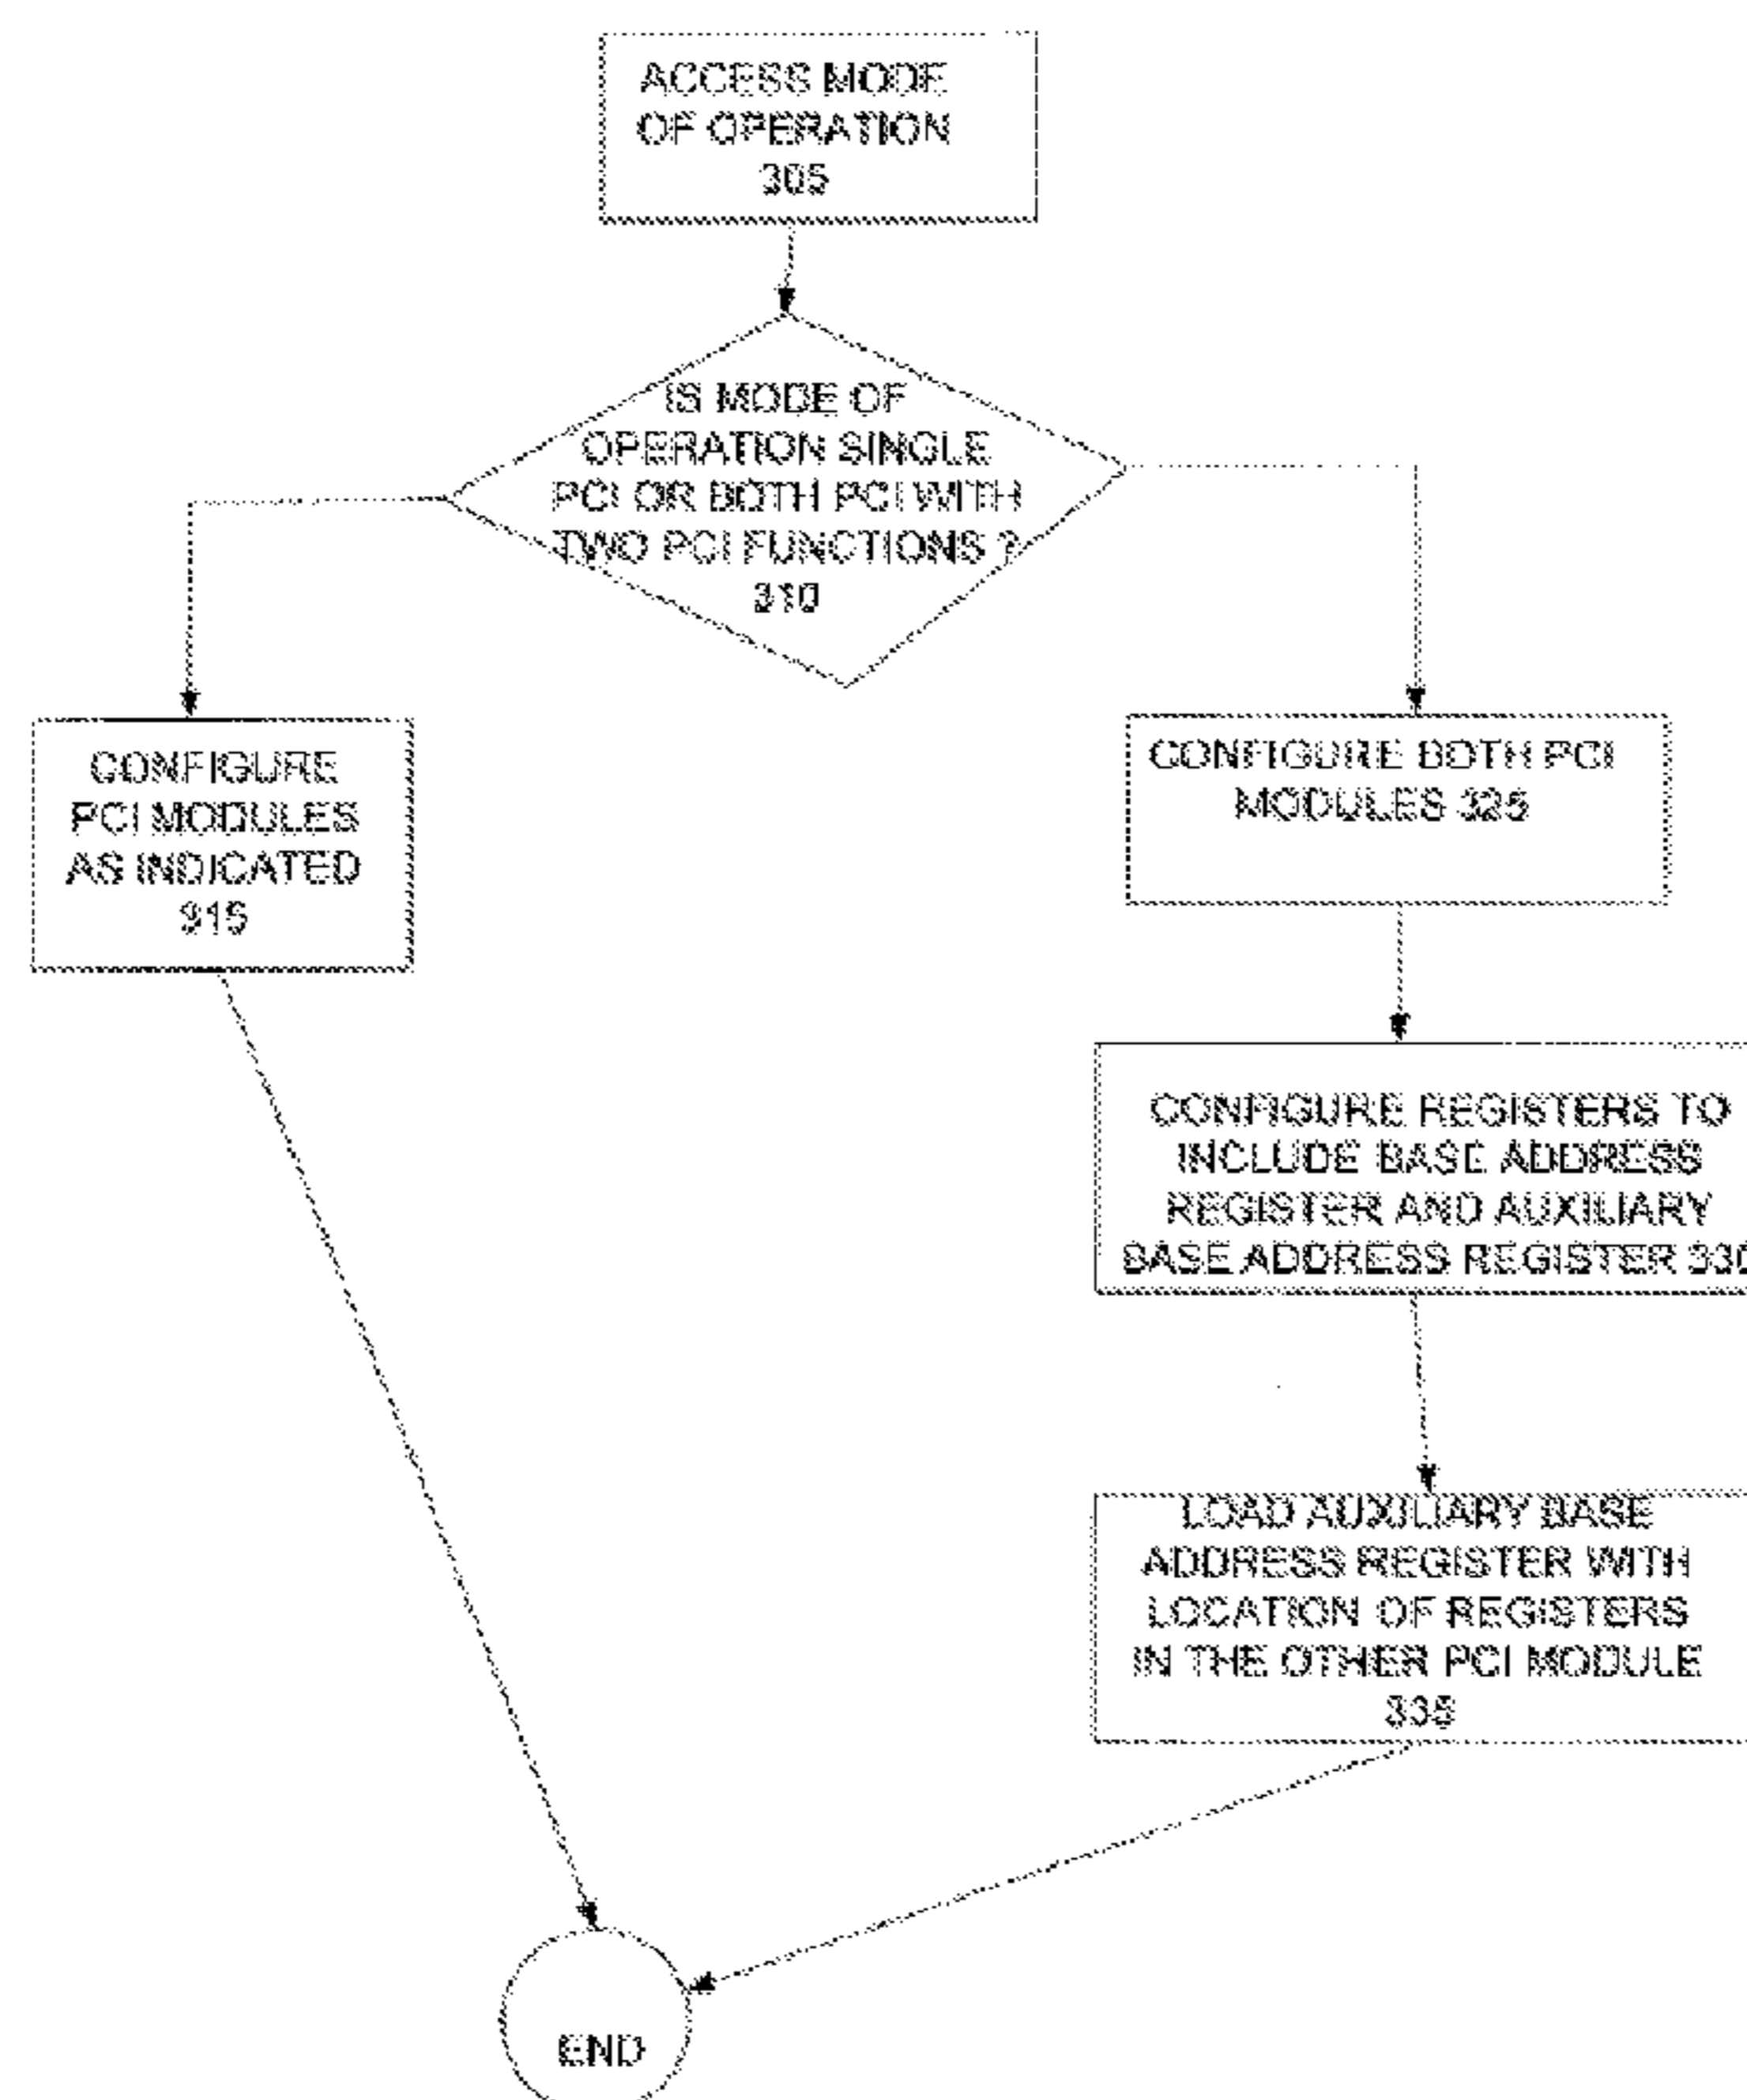 ACCESS MODE
OF OPERATION
305
IS MODE OF
OPERATION SINGLE
PCI OR BOTH PCI WITH
TWO PCI FUNCTIONS ?
310
CONFIGURE
PCI MODULES
AS INDICATED
315
CONFIGURE BOTH PCI
MODULES 325
CONFIGURE REGISTERS TO
INCLUDE BASE ADDRESS
REGISTER AND AUXILIARY
BASE ADDRESS REGISTER 330
LOAD AUXILIARY BASE
ADDRESS REGISTER WITH
LOCATION OF REGISTERS
IN THE OTHER PCI MODULE
335
END